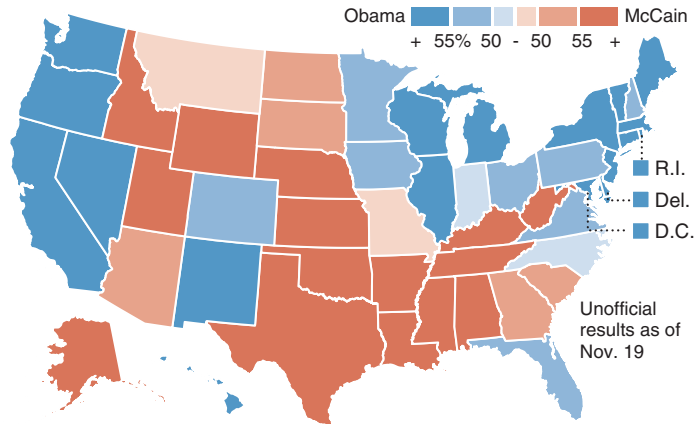 Obama McCain
+ 55% 50 - 50 55 +
R.I.
Del.
D.C.
Unofficial
results as of
Nov. 19